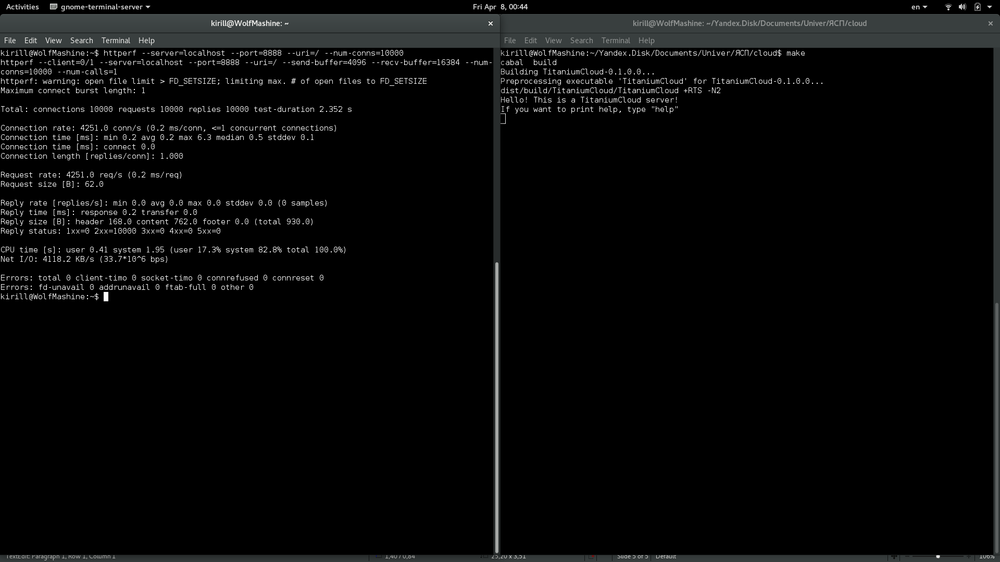 Activities gnome-terminal-server Fri Apr 8, 00:44 en
kirill@WolfMashine: ~
File Edit View Search Terminal Help
kirill@WolfMashine:~$ httperf --server=localhost --port=8888 --uri=/ --num-conns=10000
httperf --client=0/1 --server=localhost --port=8888 --uri=/ --send-buffer=4096 --recv-buffer=16384 --num-
conns=10000 --num-calls=1
httperf: warning: open file limit > FD_SETSIZE; limiting max. # of open files to FD_SETSIZE
Maximum connect burst length: 1
Total: connections 10000 requests 10000 replies 10000 test-duration 2.352 s
Connection rate: 4251.0 conn/s (0.2 ms/conn, <=1 concurrent connections)
Connection time [ms]: min 0.2 avg 0.2 max 6.3 median 0.5 stddev 0.1
Connection time [ms]: connect 0.0
Connection length [replies/conn]: 1.000
Request rate: 4251.0 req/s (0.2 ms/req)
Request size [B]: 62.0
Reply rate [replies/s]: min 0.0 avg 0.0 max 0.0 stddev 0.0 (0 samples)
Reply time [ms]: response 0.2 transfer 0.0
Reply size [B]: header 168.0 content 762.0 footer 0.0 (total 930.0)
Reply status: 1xx=0 2xx=10000 3xx=0 4xx=0 5xx=0
CPU time [s]: user 0.41 system 1.95 (user 17.3% system 82.8% total 100.0%)
Net I/O: 4118.2 KB/s (33.7*10^6 bps)
Errors: total 0 client-timo 0 socket-timo 0 connrefused 0 connreset 0
Errors: fd-unavail 0 addrunavail 0 ftab-full 0 other 0
kirill@WolfMashine:~$
kirill@WolfMashine: ~/Yandex.Disk/Documents/Univer/ЯСП/cloud
File Edit View Search Terminal Help
kirill@WolfMashine:~/Yandex.Disk/Documents/Univer/ЯСП/cloud$ make
cabal  build
Building TitaniumCloud-0.1.0.0...
Preprocessing executable 'TitaniumCloud' for TitaniumCloud-0.1.0.0...
dist/build/TitaniumCloud/TitaniumCloud +RTS -N2
Hello! This is a TitaniumCloud server!
If you want to print help, type "help"
TextEdit: Paragraph 1, Row 1, Column 1 1,40 / 0,84 25,20 x 3,51 Slide 5 of 5 Default 106%